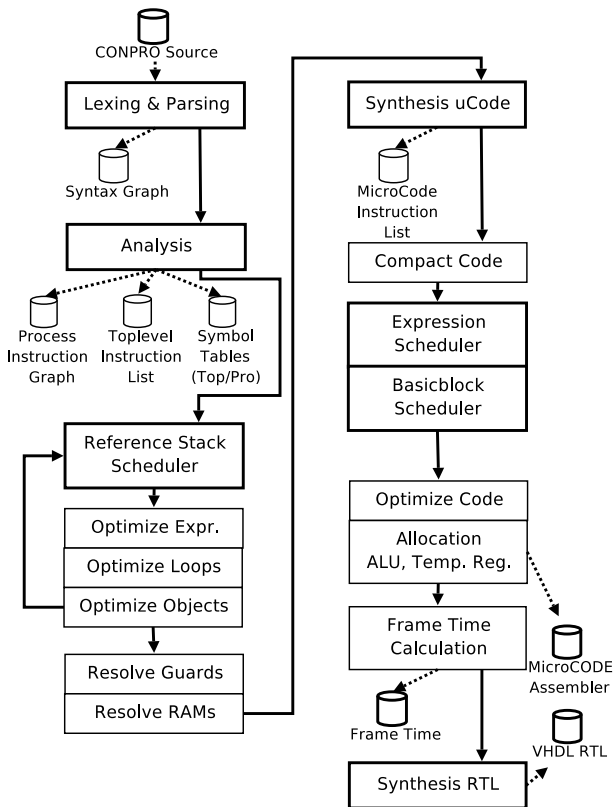 CONPRO Source
Lexing & Parsing
Syntax Graph
Analysis
Process
Instruction
Graph
Toplevel
Instruction
List
Symbol
Tables
(Top/Pro)
Reference Stack
Scheduler
Optimize Expr.
Optimize Loops
Optimize Objects
Resolve Guards
Resolve RAMs
Synthesis uCode
MicroCode
Instruction
List
Compact Code
Expression
Scheduler
Basicblock
Scheduler
Optimize Code
Allocation
ALU, Temp. Reg.
Frame Time
Calculation
MicroCODE
Assembler
Frame Time
VHDL RTL
Synthesis RTL